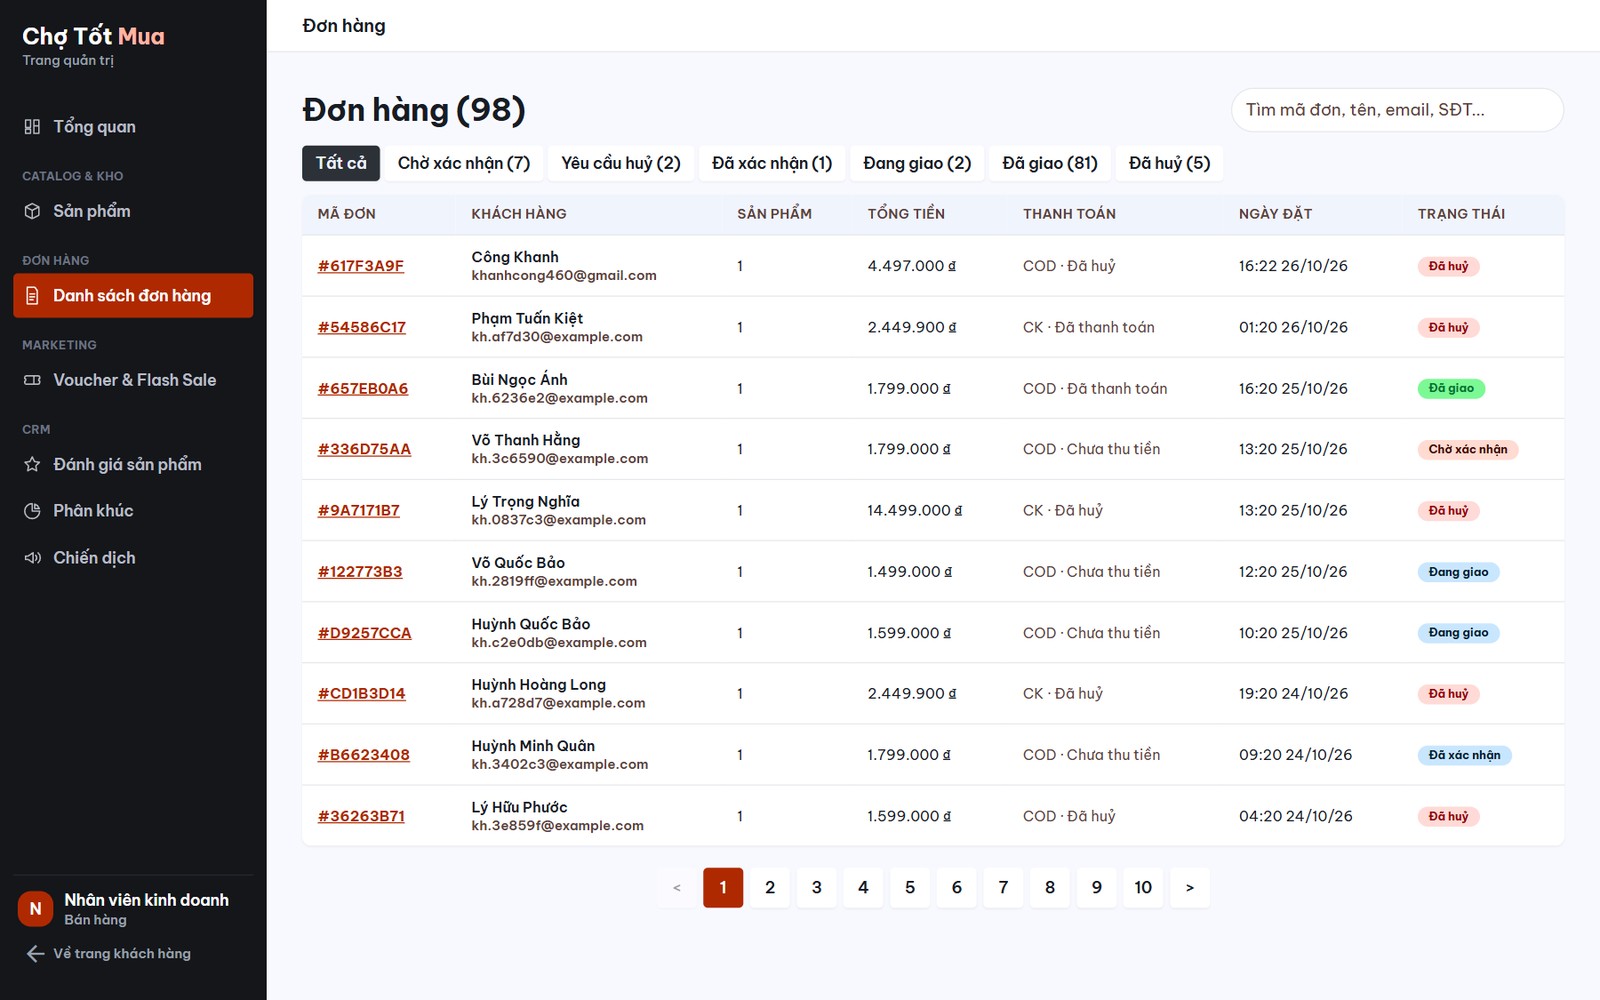 Chợ Tốt Mua
Trang quản trị
Tổng quan
CATALOG & KHO
Sản phẩm
ĐƠN HÀNG
Danh sách đơn hàng
MARKETING
Voucher & Flash Sale
CRM
Đánh giá sản phẩm
Phân khúc
Chiến dịch
N
Nhân viên kinh doanh
Bán hàng
Về trang khách hàng
Đơn hàng
Đơn hàng (98)
Tìm mã đơn, tên, email, SĐT...
Tất cả Chờ xác nhận (7) Yêu cầu huỷ (2) Đã xác nhận (1) Đang giao (2) Đã giao (81) Đã huỷ (5)
MÃ ĐƠN KHÁCH HÀNG SẢN PHẨM TỔNG TIỀN THANH TOÁN NGÀY ĐẶT TRẠNG THÁI
#617F3A9F Công Khanh 1 4.497.000 ₫ COD · Đã huỷ 16:22 26/10/26 Đã huỷ
khanhcong460@gmail.com
#54586C17 Phạm Tuấn Kiệt 1 2.449.900 ₫ CK · Đã thanh toán 01:20 26/10/26 Đã huỷ
kh.af7d30@example.com
#657EB0A6 Bùi Ngọc Ánh 1 1.799.000 ₫ COD · Đã thanh toán 16:20 25/10/26 Đã giao
kh.6236e2@example.com
#336D75AA Võ Thanh Hằng 1 1.799.000 ₫ COD · Chưa thu tiền 13:20 25/10/26 Chờ xác nhận
kh.3c6590@example.com
#9A7171B7 Lý Trọng Nghĩa 1 14.499.000 ₫ CK · Đã huỷ 13:20 25/10/26 Đã huỷ
kh.0837c3@example.com
#122773B3 Võ Quốc Bảo 1 1.499.000 ₫ COD · Chưa thu tiền 12:20 25/10/26 Đang giao
kh.2819ff@example.com
#D9257CCA Huỳnh Quốc Bảo 1 1.599.000 ₫ COD · Chưa thu tiền 10:20 25/10/26 Đang giao
kh.c2e0db@example.com
#CD1B3D14 Huỳnh Hoàng Long 1 2.449.900 ₫ CK · Đã huỷ 19:20 24/10/26 Đã huỷ
kh.a728d7@example.com
#B6623408 Huỳnh Minh Quân 1 1.799.000 ₫ COD · Chưa thu tiền 09:20 24/10/26 Đã xác nhận
kh.3402c3@example.com
#36263B71 Lý Hữu Phước 1 1.599.000 ₫ COD · Đã huỷ 04:20 24/10/26 Đã huỷ
kh.3e859f@example.com
< 1 2 3 4 5 6 7 8 9 10 >